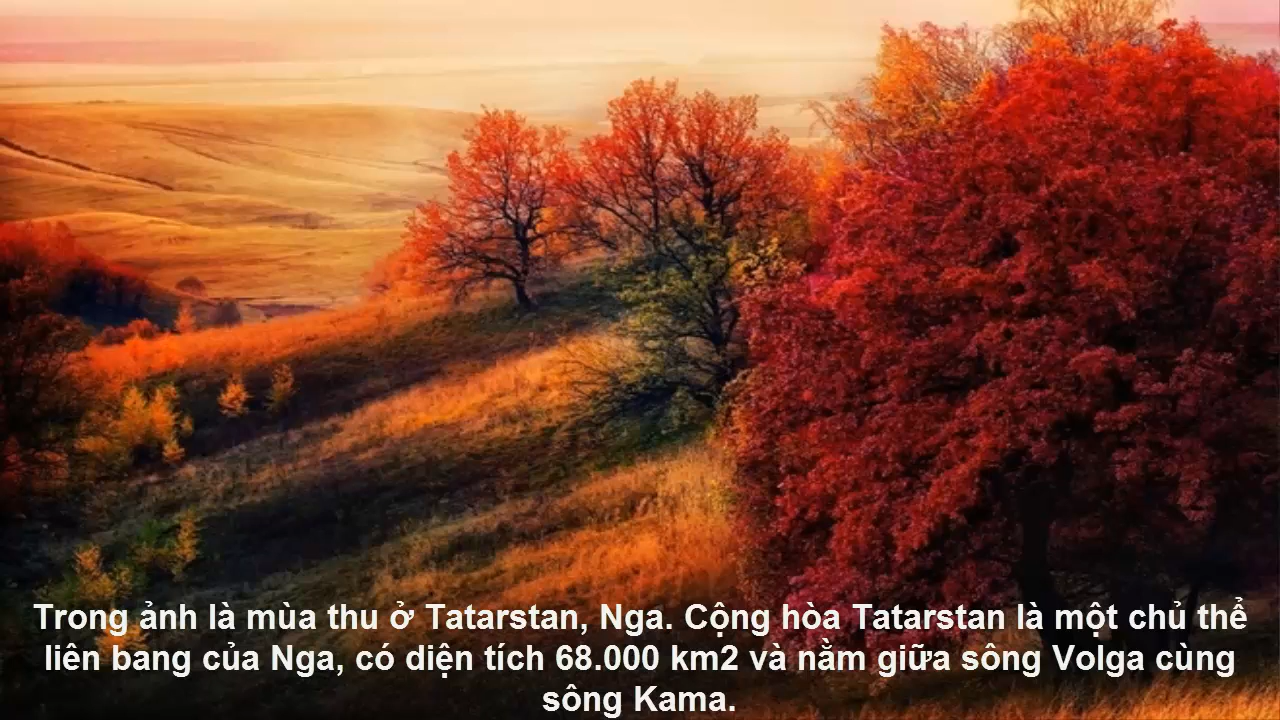 Trong ảnh là mùa thu ở Tatarstan, Nga. Cộng hòa Tatarstan là một chủ thể
liên bang của Nga, có diện tích 68.000 km2 và nằm giữa sông Volga cùng
sông Kama.